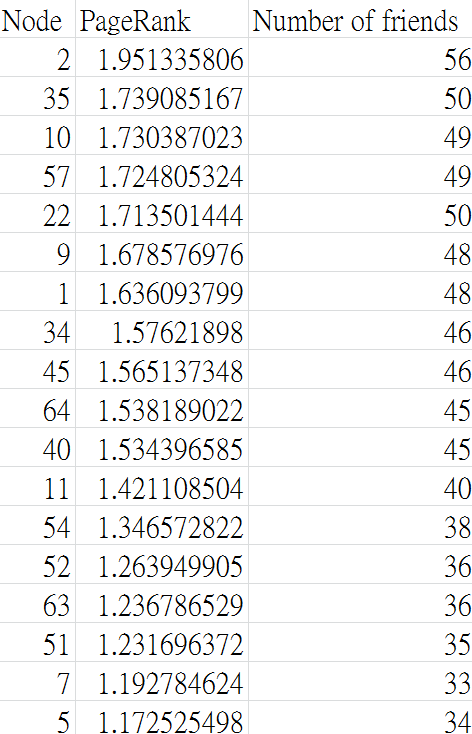 Node PageRank Number of friends
2 1.951335806 56
35 1.739085167 50
10 1.730387023 49
57 1.724805324 49
22 1.713501444 50
9 1.678576976 48
1 1.636093799 48
34 1.57621898 46
45 1.565137348 46
64 1.538189022 45
40 1.534396585 45
11 1.421108504 40
54 1.346572822 38
52 1.263949905 36
63 1.236786529 36
51 1.231696372 35
7 1.192784624 33
5 1.172525498 34